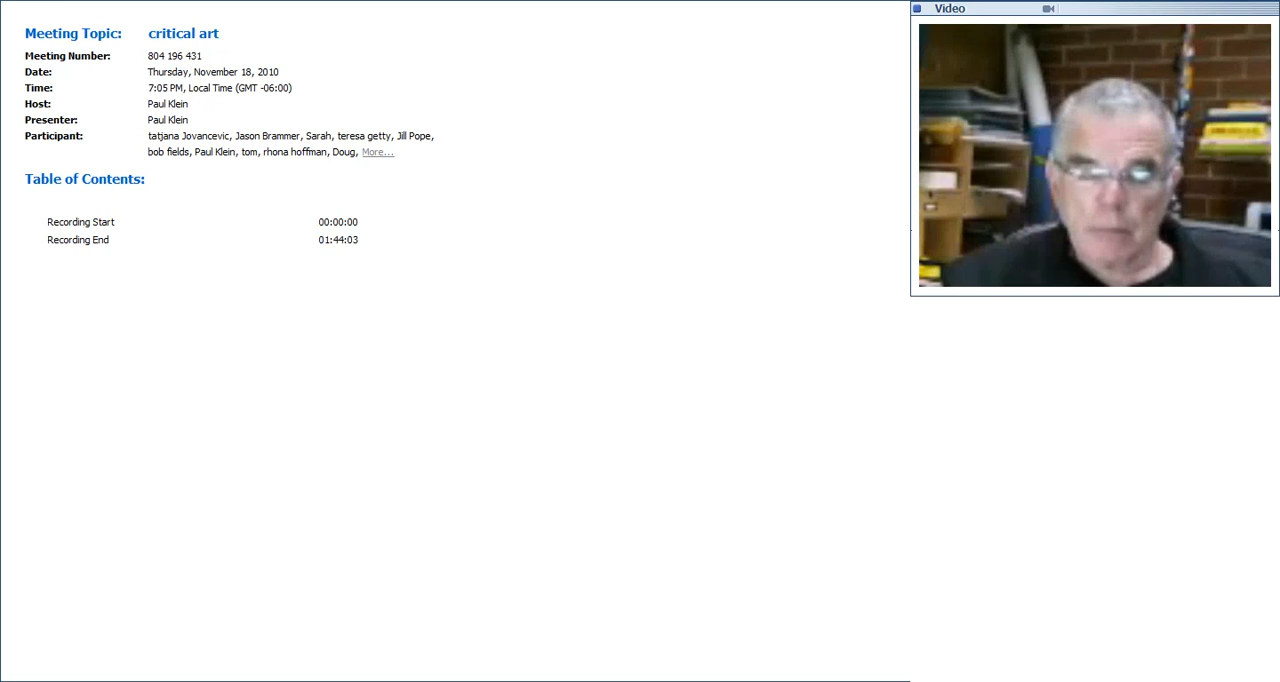 Meeting Topic: critical art
Meeting Number: 804 196 431
Date: Thursday, November 18, 2010
Time: 7:05 PM, Local Time (GMT -06:00)
Host: Paul Klein
Presenter: Paul Klein
Participant: tatjana Jovancevic, Jason Brammer, Sarah, teresa getty, Jill Pope,
bob fields, Paul Klein, tom, rhona hoffman, Doug, More...
Table of Contents:
Recording Start 00:00:00
Recording End 01:44:03
Video